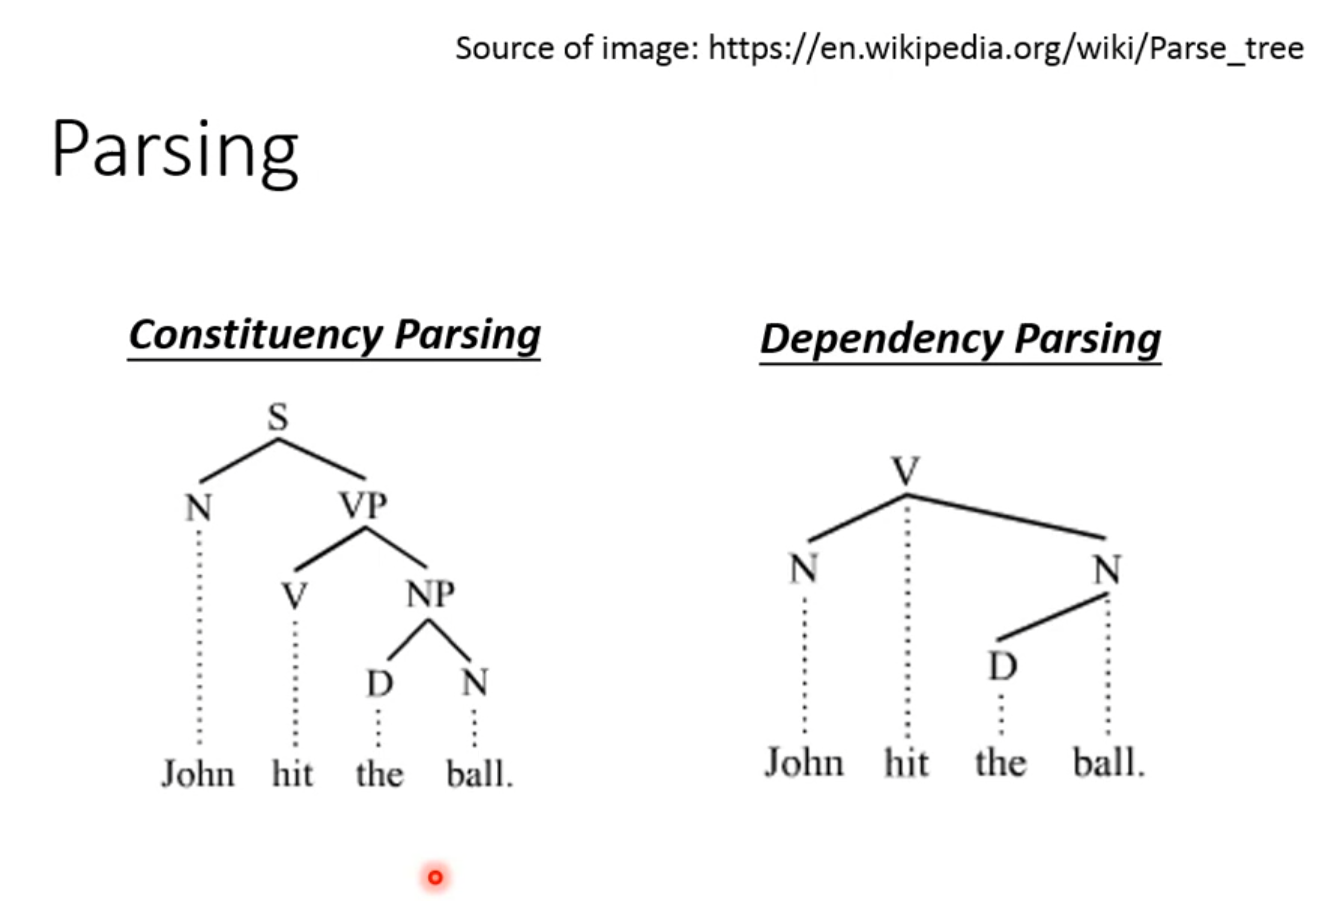 Source of image: https://en.wikipedia.org/wiki/Parse_tree
Parsing
Constituency Parsing
S
N VP
V NP
D N
John hit the ball.
Dependency Parsing
V
N N
D
John hit the ball.